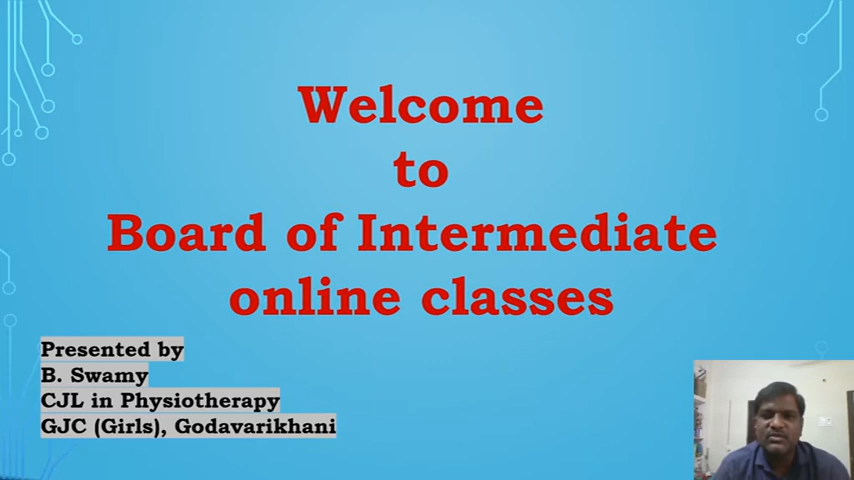 Welcome
to
Board of Intermediate
online classes
Presented by
B. Swamy
CJL in Physiotherapy
GJC (Girls), Godavarikhani